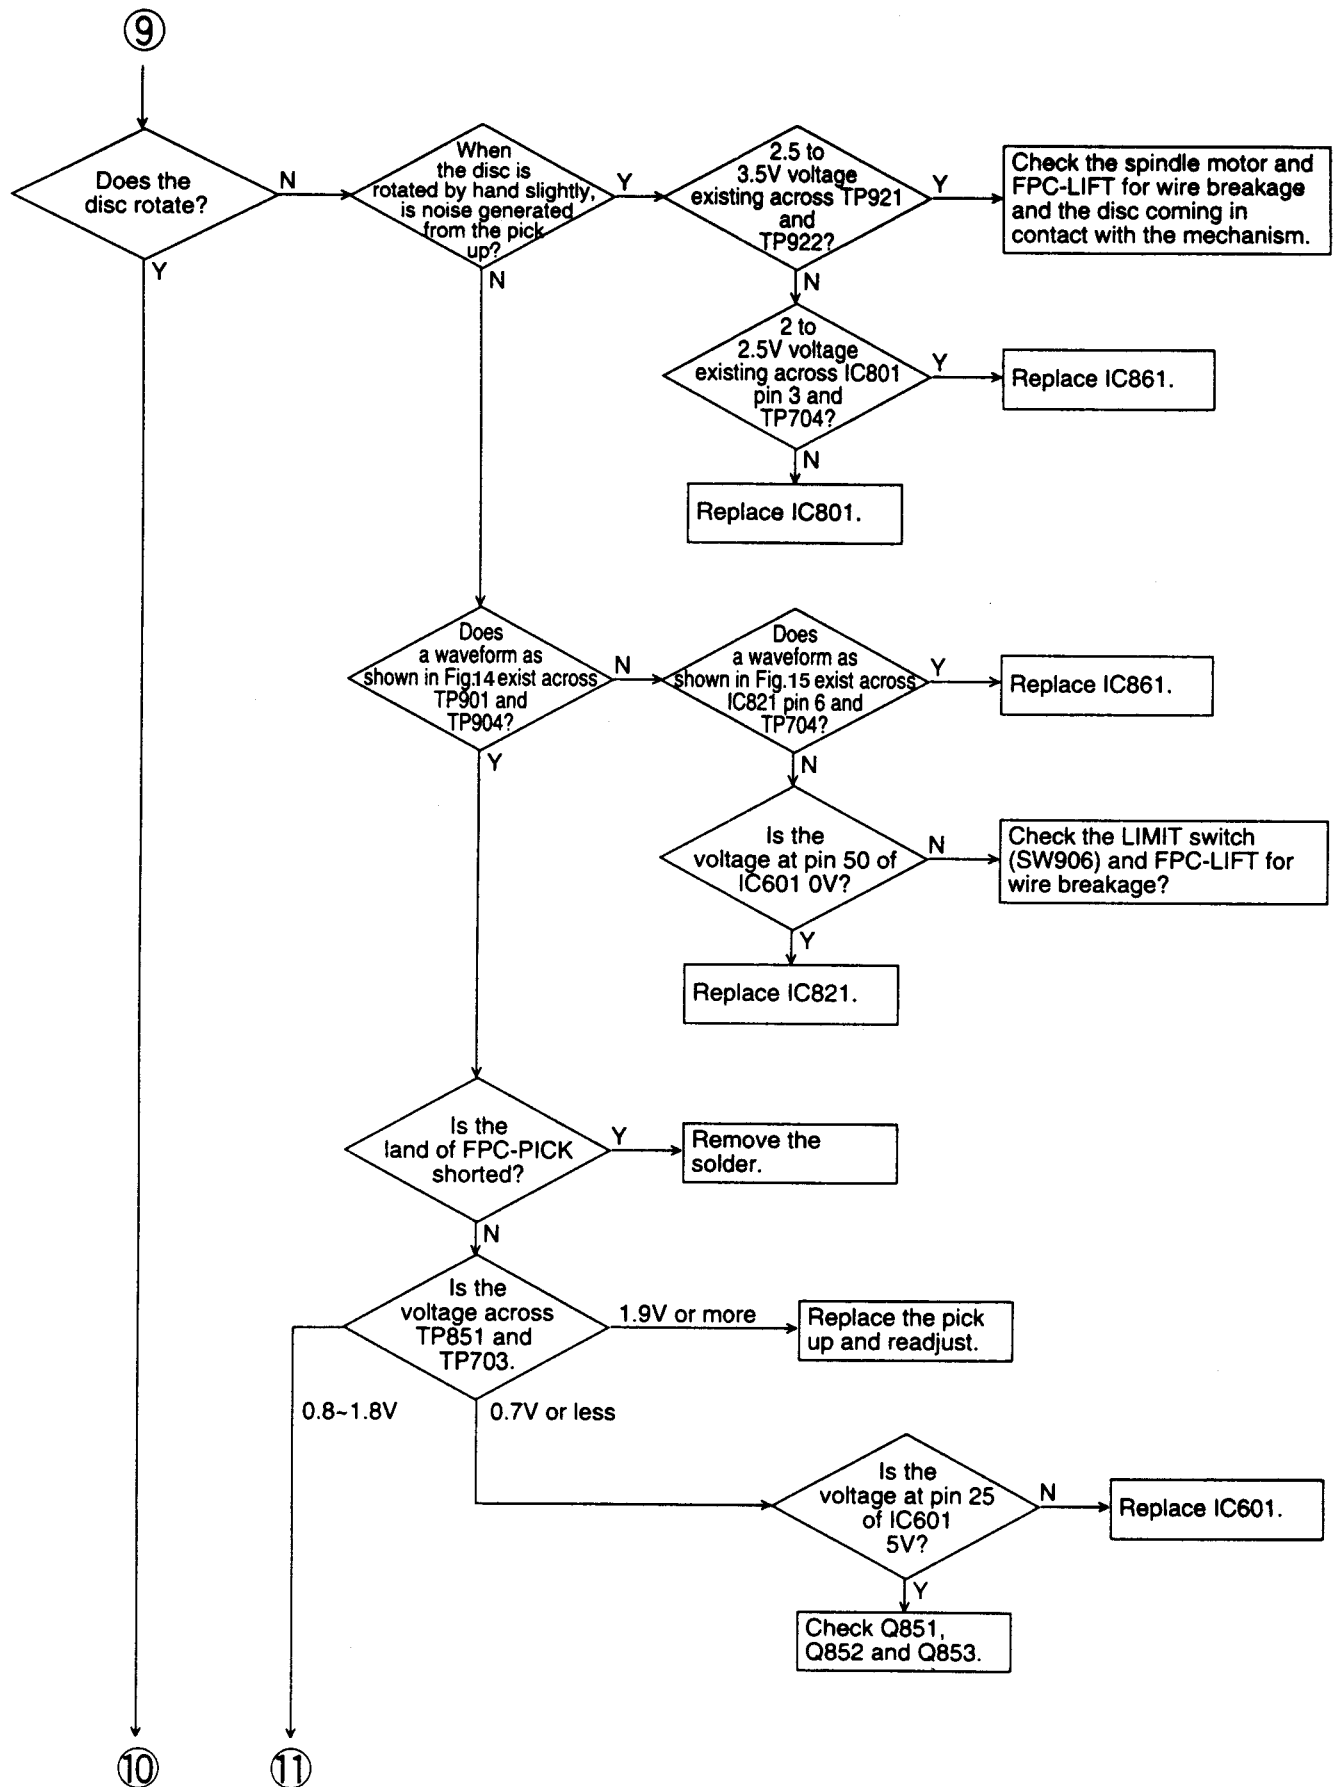 9
Does the
disc rotate?
N
Y
When
the disc is
rotated by hand slightly,
is noise generated
from the pick
up?
Y
N
2.5 to
3.5V voltage
existing across TP921
and
TP922?
Y
N
Check the spindle motor and
FPC-LIFT for wire breakage
and the disc coming in
contact with the mechanism.
2 to
2.5V voltage
existing across IC801
pin 3 and
TP704?
Y
N
Replace IC861.
Replace IC801.
Does
a waveform as
shown in Fig.14 exist across
TP901 and
TP904?
N
Y
Does
a waveform as
shown in Fig.15 exist across
IC821 pin 6 and
TP704?
Y
N
Replace IC861.
Is the
voltage at pin 50 of
IC601 0V?
N
Y
Check the LIMIT switch
(SW906) and FPC-LIFT for
wire breakage?
Replace IC821.
Is the
land of FPC-PICK
shorted?
Y
N
Remove the
solder.
Is the
voltage across
TP851 and
TP703.
1.9V or more
Replace the pick
up and readjust.
0.8~1.8V
0.7V or less
Is the
voltage at pin 25
of IC601
5V?
N
Y
Replace IC601.
Check Q851,
Q852 and Q853.
10
11